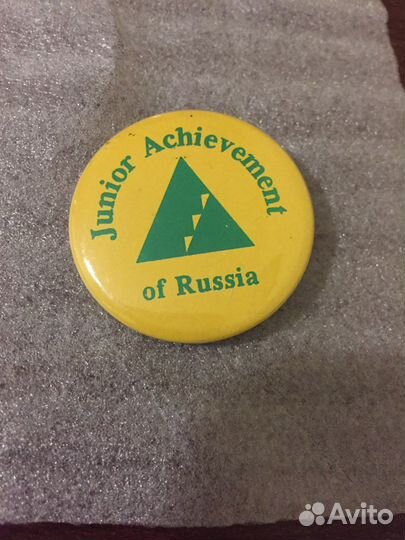 Junior Achievement
of Russia
Avito